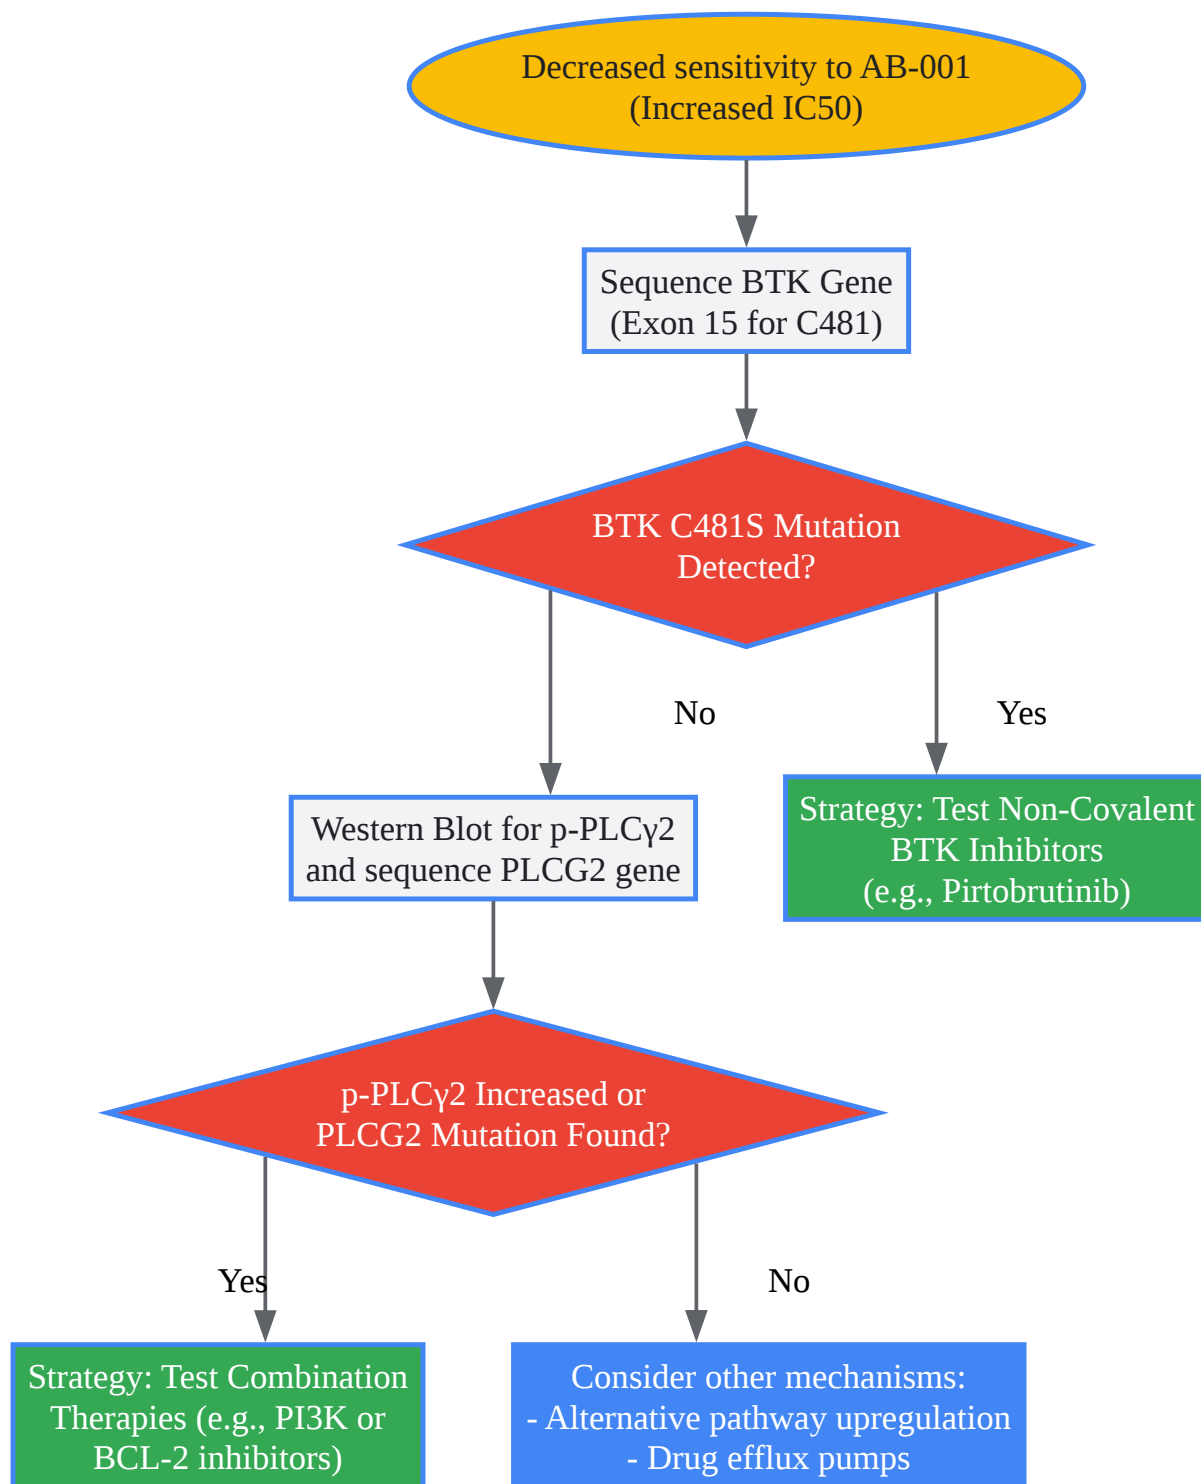 Decreased sensitivity to AB-001
(Increased IC50)
Sequence BTK Gene
(Exon 15 for C481)
BTK C481S Mutation
Detected?
No
Yes
Strategy: Test Non-Covalent
BTK Inhibitors
(e.g., Pirtobrutinib)
Western Blot for p-PLCγ2
and sequence PLCG2 gene
p-PLCγ2 Increased or
PLCG2 Mutation Found?
Yes
No
Strategy: Test Combination
Therapies (e.g., PI3K or
BCL-2 inhibitors)
Consider other mechanisms:
- Alternative pathway upregulation
- Drug efflux pumps